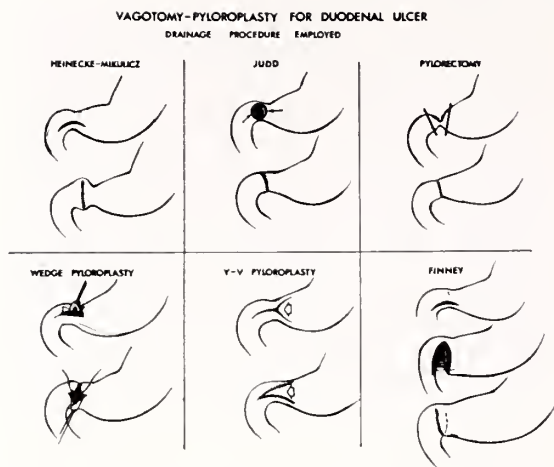 VAGOTOMY-PYLOROPLASTY FOR DUODENAL ULCER
DRAINAGE PROCEDURE EMPLOYED
HEINECKE-MIKULICZ
JUDD
PYLORECTOMY
WEDGE PYLOROPLASTY
Y-V PYLOROPLASTY
FINNEY